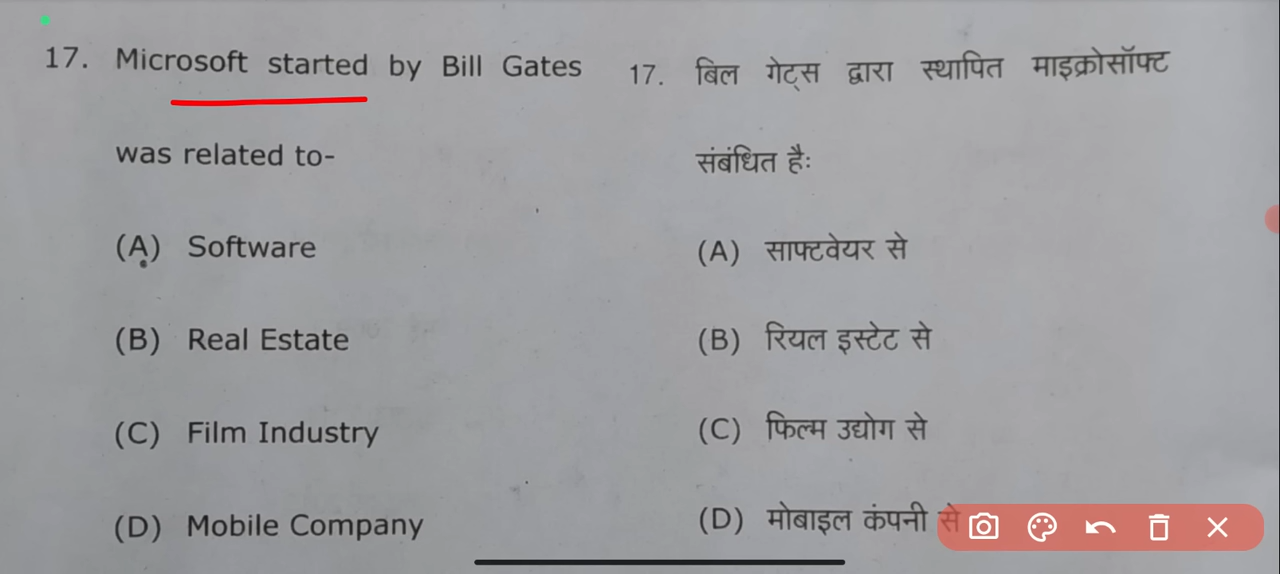 17. Microsoft started by Bill Gates
was related to-
(A) Software
(B) Real Estate
(C) Film Industry
(D) Mobile Company
17. बिल गेट्स द्वारा स्थापित माइक्रोसॉफ्ट
संबंधित हैः
(A) साफ्टवेयर से
(B) रियल इस्टेट से
(C) फिल्म उद्योग से
(D) मोबाइल कंपनी से